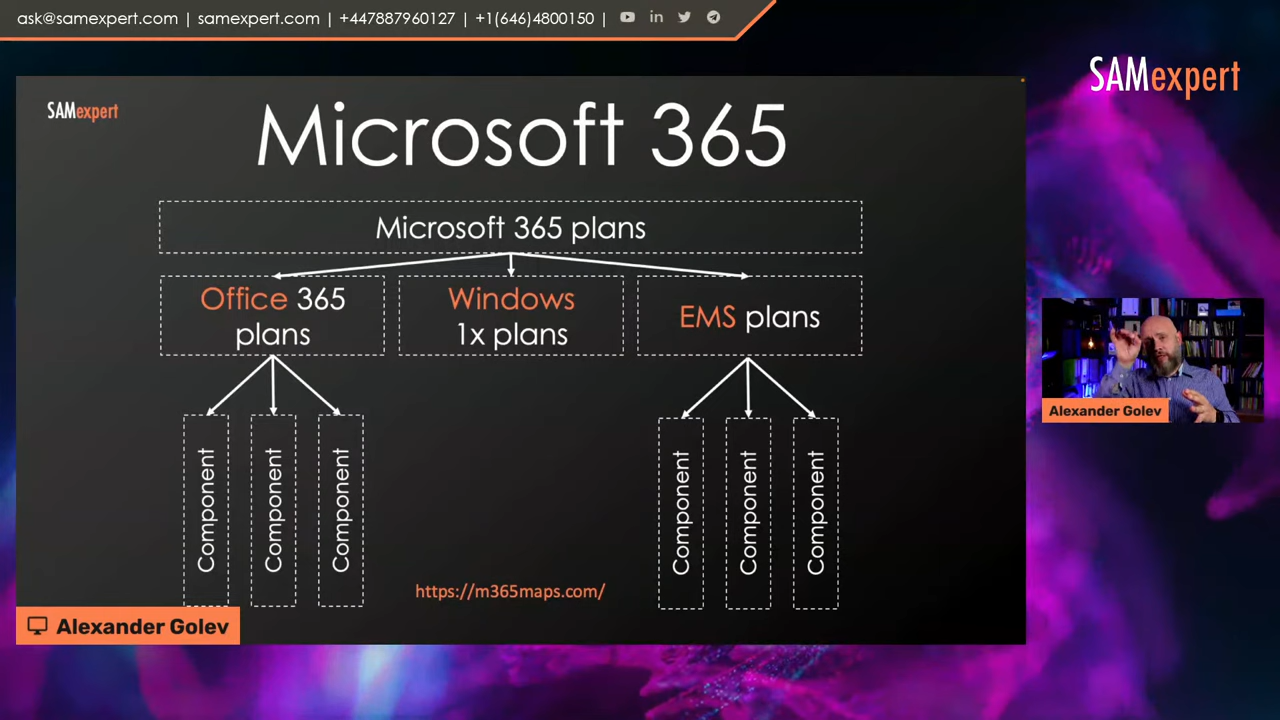 ask@samexpert.com | samexpert.com | +447887960127 | +1(646)4800150 |
SAMexpert
SAMexpert
Microsoft 365
Microsoft 365 plans
Office 365
plans
Windows
1x plans
EMS plans
Component
Component
Component
Component
Component
Component
https://m365maps.com/
Alexander Golev
Alexander Golev